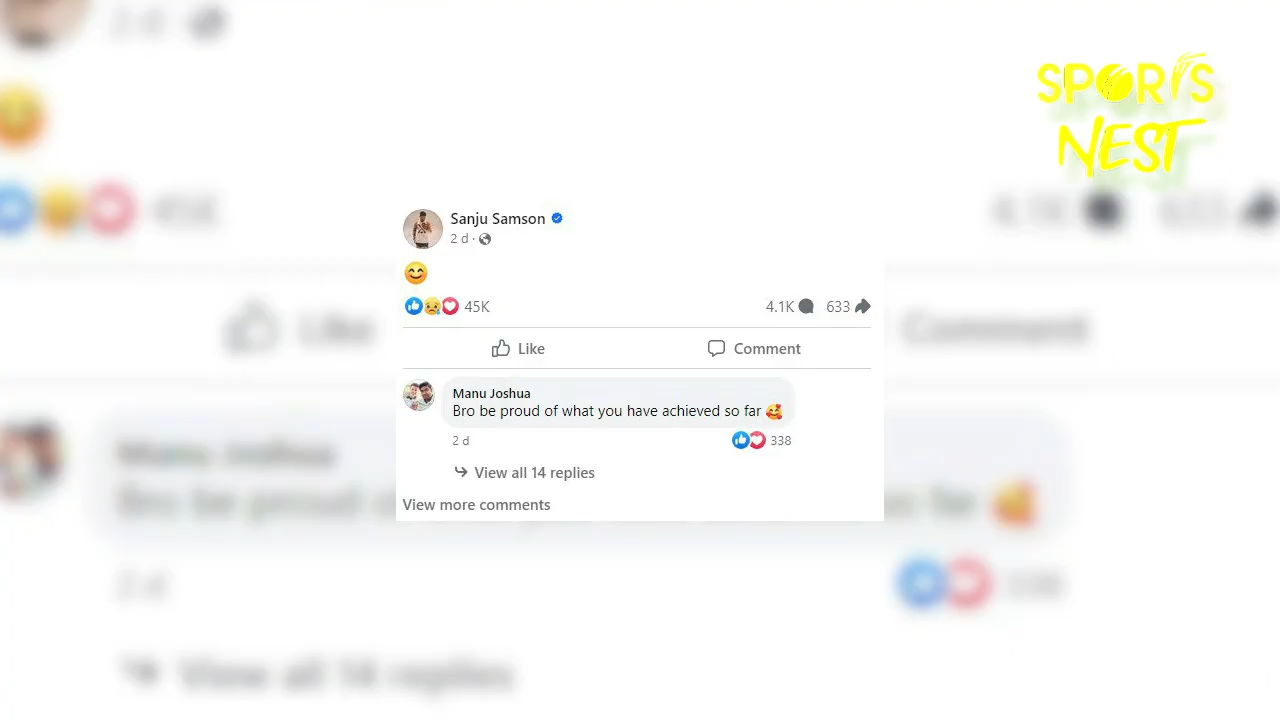 SPORTS
NEST
Sanju Samson
2 d ·
😊
45K
4.1K 633
Like Comment
Manu Joshua
Bro be proud of what you have achieved so far 🥰
2 d 338
View all 14 replies
View more comments